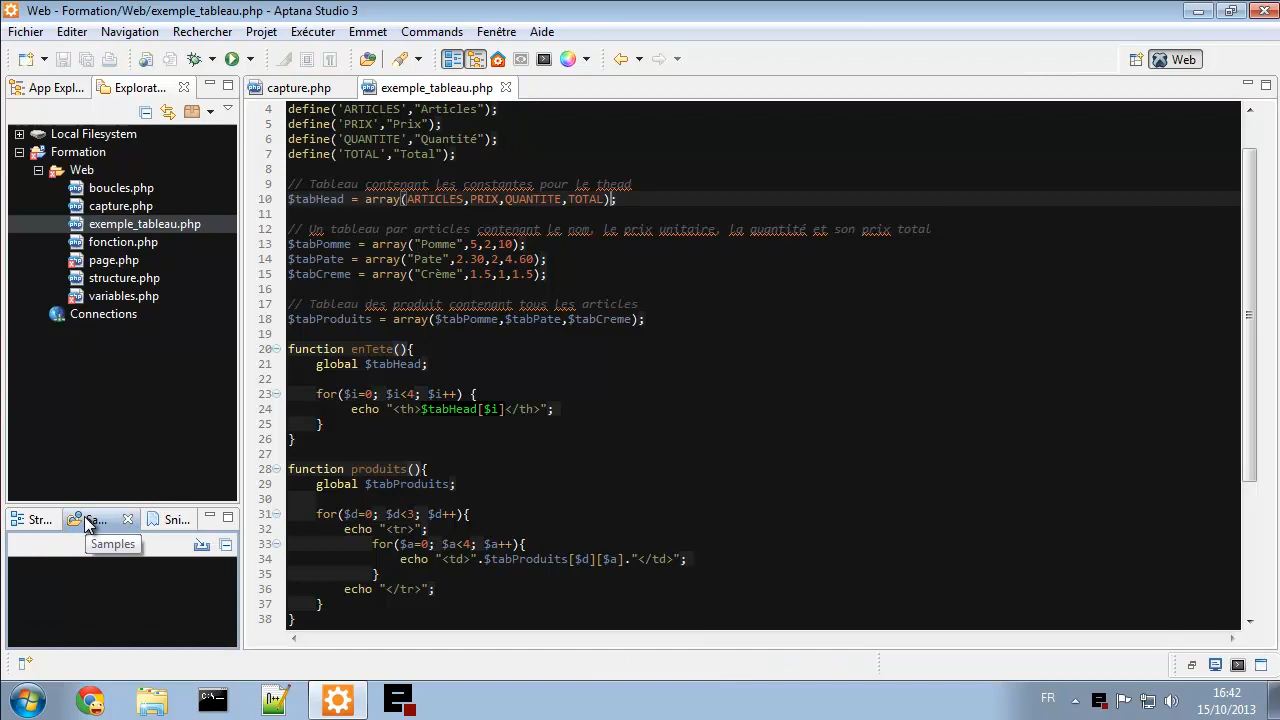 Web - Formation/Web/exemple_tableau.php - Aptana Studio 3
Fichier Editer Navigation Rechercher Projet Exécuter Emmet Commands Fenêtre Aide
Web
App Expl... Explorat... capture.php exemple_tableau.php
Local Filesystem
Formation
Web
boucles.php
capture.php
exemple_tableau.php
fonction.php
page.php
structure.php
variables.php
Connections
Str... Sa... Sni...
Samples
4 define('ARTICLES',"Articles");
5 define('PRIX',"Prix");
6 define('QUANTITE',"Quantité");
7 define('TOTAL',"Total");
8
9 // Tableau contenant les constantes pour le thead
10 $tabHead = array(ARTICLES,PRIX,QUANTITE,TOTAL);
11
12 // Un tableau par articles contenant le nom, le prix unitaire, la quantité et son prix total
13 $tabPomme = array("Pomme",5,2,10);
14 $tabPate = array("Pate",2.30,2,4.60);
15 $tabCreme = array("Crème",1.5,1,1.5);
16
17 // Tableau des produit contenant tous les articles
18 $tabProduits = array($tabPomme,$tabPate,$tabCreme);
19
20 function enTete(){
21 global $tabHead;
22
23 for($i=0; $i<4; $i++) {
24 echo "<th>$tabHead[$i]</th>";
25 }
26 }
27
28 function produits(){
29 global $tabProduits;
30
31 for($d=0; $d<3; $d++){
32 echo "<tr>";
33 for($a=0; $a<4; $a++){
34 echo "<td>".$tabProduits[$d][$a]."</td>";
35 }
36 echo "</tr>";
37 }
38 }
FR
16:42
15/10/2013